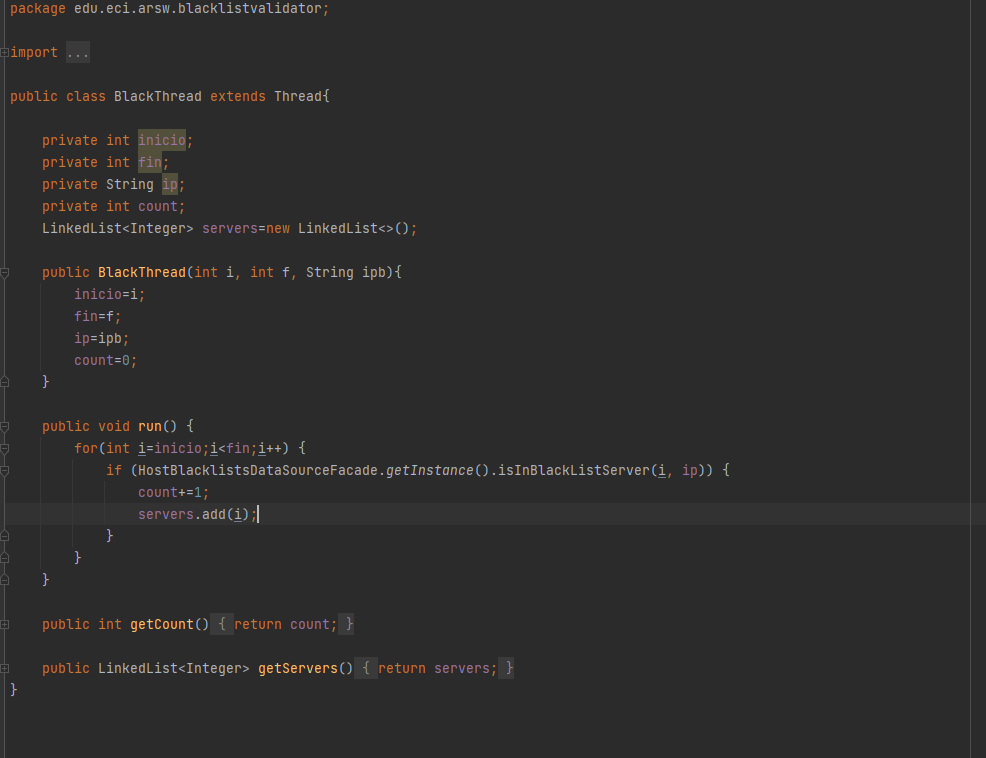 package edu.eci.arsw.blacklistvalidator;
import ...
public class BlackThread extends Thread{
private int inicio;
private int fin;
private String ip;
private int count;
LinkedList<Integer> servers=new LinkedList<>();
public BlackThread(int i, int f, String ipb){
inicio=i;
fin=f;
ip=ipb;
count=0;
}
public void run() {
for(int i=inicio;i<fin;i++) {
if (HostBlacklistsDataSourceFacade.getInstance().isInBlackListServer(i, ip)) {
count+=1;
servers.add(i);
}
}
}
public int getCount() { return count; }
public LinkedList<Integer> getServers() { return servers; }
}